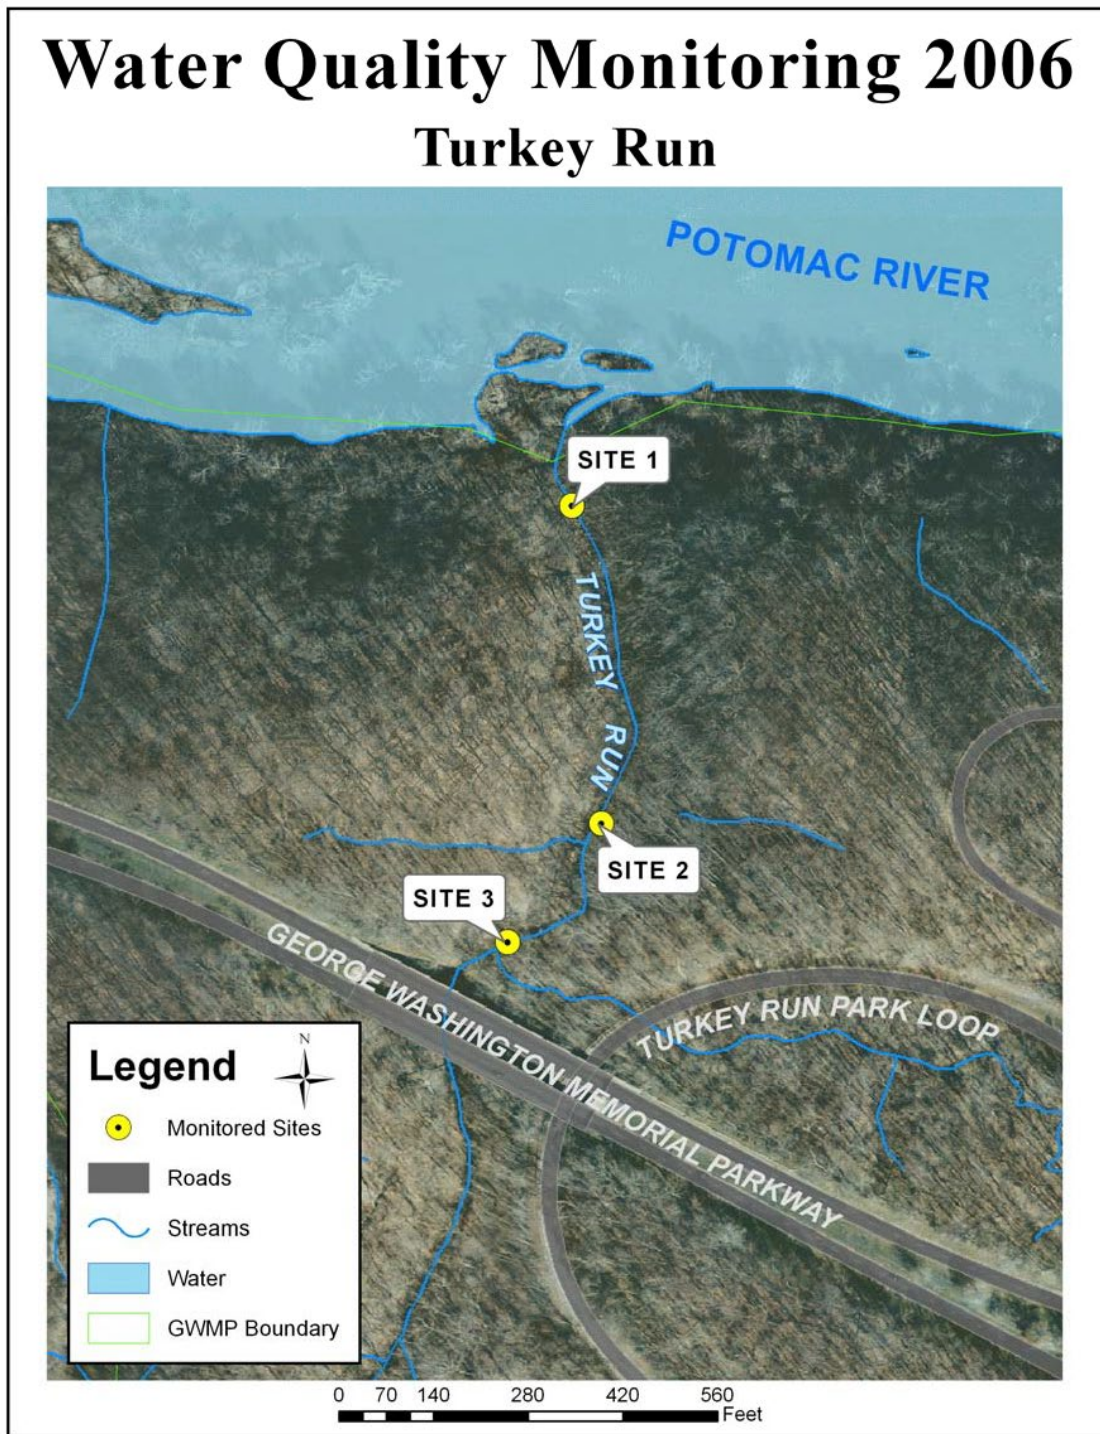 Water Quality Monitoring 2006
Turkey Run
POTOMAC RIVER
SITE 1
TURKEY RUN
SITE 2
SITE 3
GEORGE WASHINGTON MEMORIAL PARKWAY
TURKEY RUN PARK LOOP
Legend
N
Monitored Sites
Roads
Streams
Water
GWMP Boundary
0 70 140 280 420 560
Feet